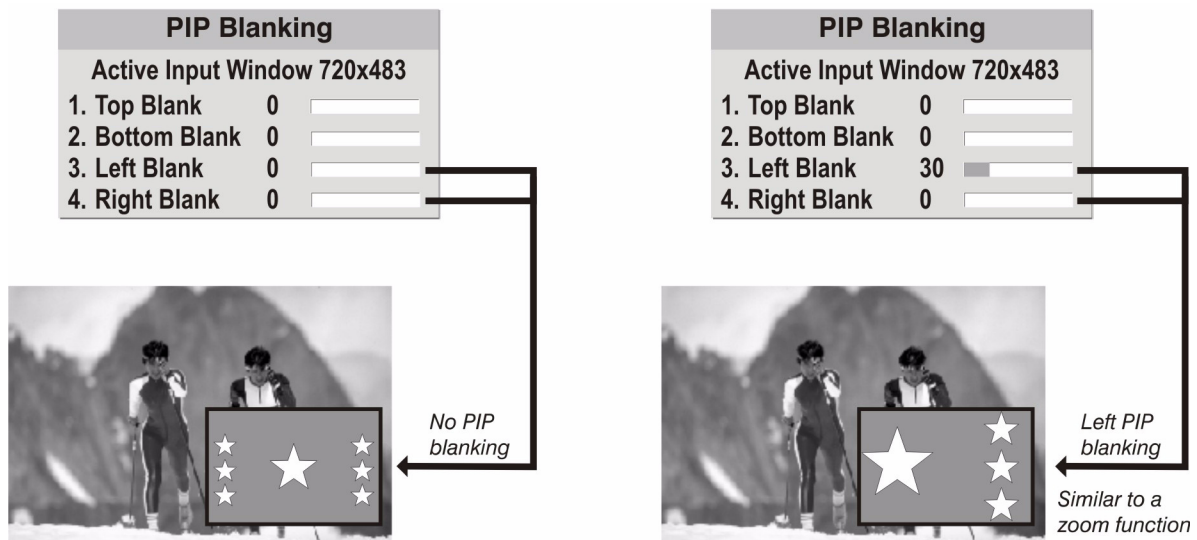 PIP Blanking
Active Input Window 720x483
1. Top Blank 0
2. Bottom Blank 0
3. Left Blank 0
4. Right Blank 0
No PIP
blanking
PIP Blanking
Active Input Window 720x483
1. Top Blank 0
2. Bottom Blank 0
3. Left Blank 30
4. Right Blank 0
Left PIP
blanking
Similar to a
zoom function